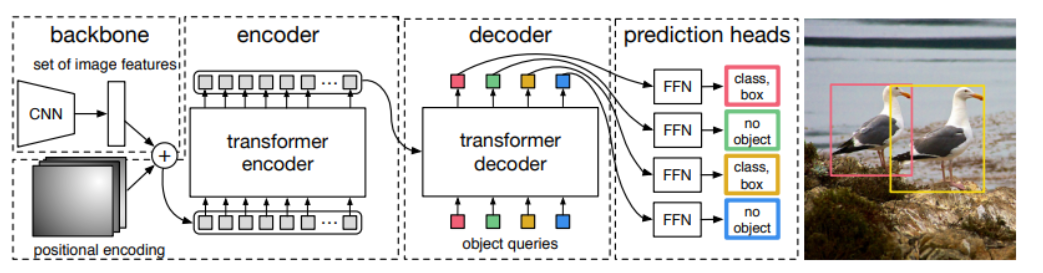 backbone
set of image features
CNN
+
positional encoding
encoder
...
transformer
encoder
...
decoder
transformer
decoder
object queries
prediction heads
FFN
class,
box
FFN
no
object
FFN
class,
box
FFN
no
object